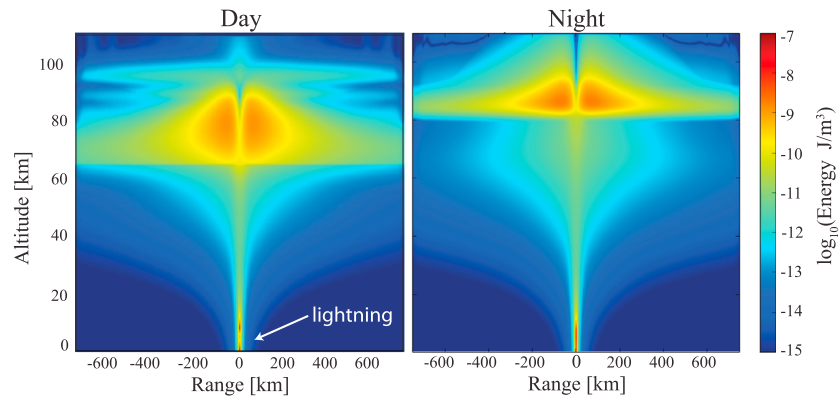 Day
Night
100
80
60
40
20
0
Altitude [km]
lightning
-600 -400 -200 0 200 400 600
Range [km]
-600 -400 -200 0 200 400 600
Range [km]
-7
-8
-9
-10
-11
-12
-13
-14
-15
log10(Energy J/m³)